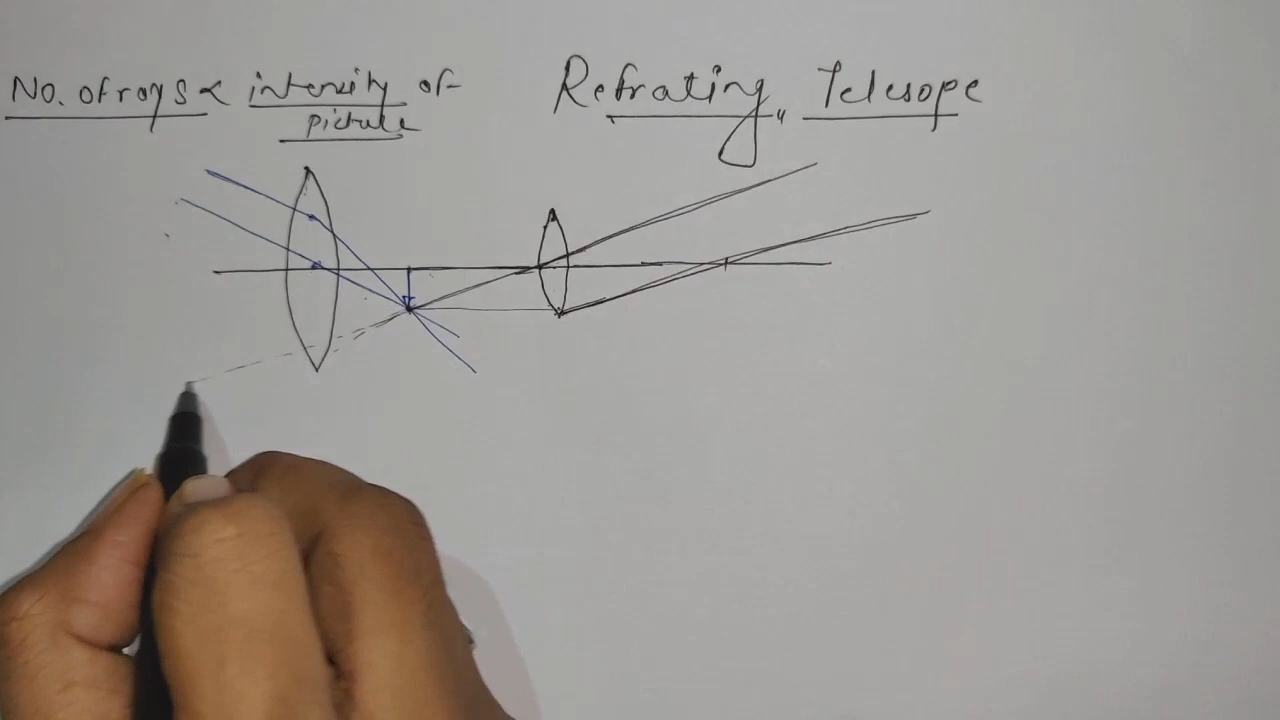 No. of rays ∝ intensity of
picture
Refrating Telesope